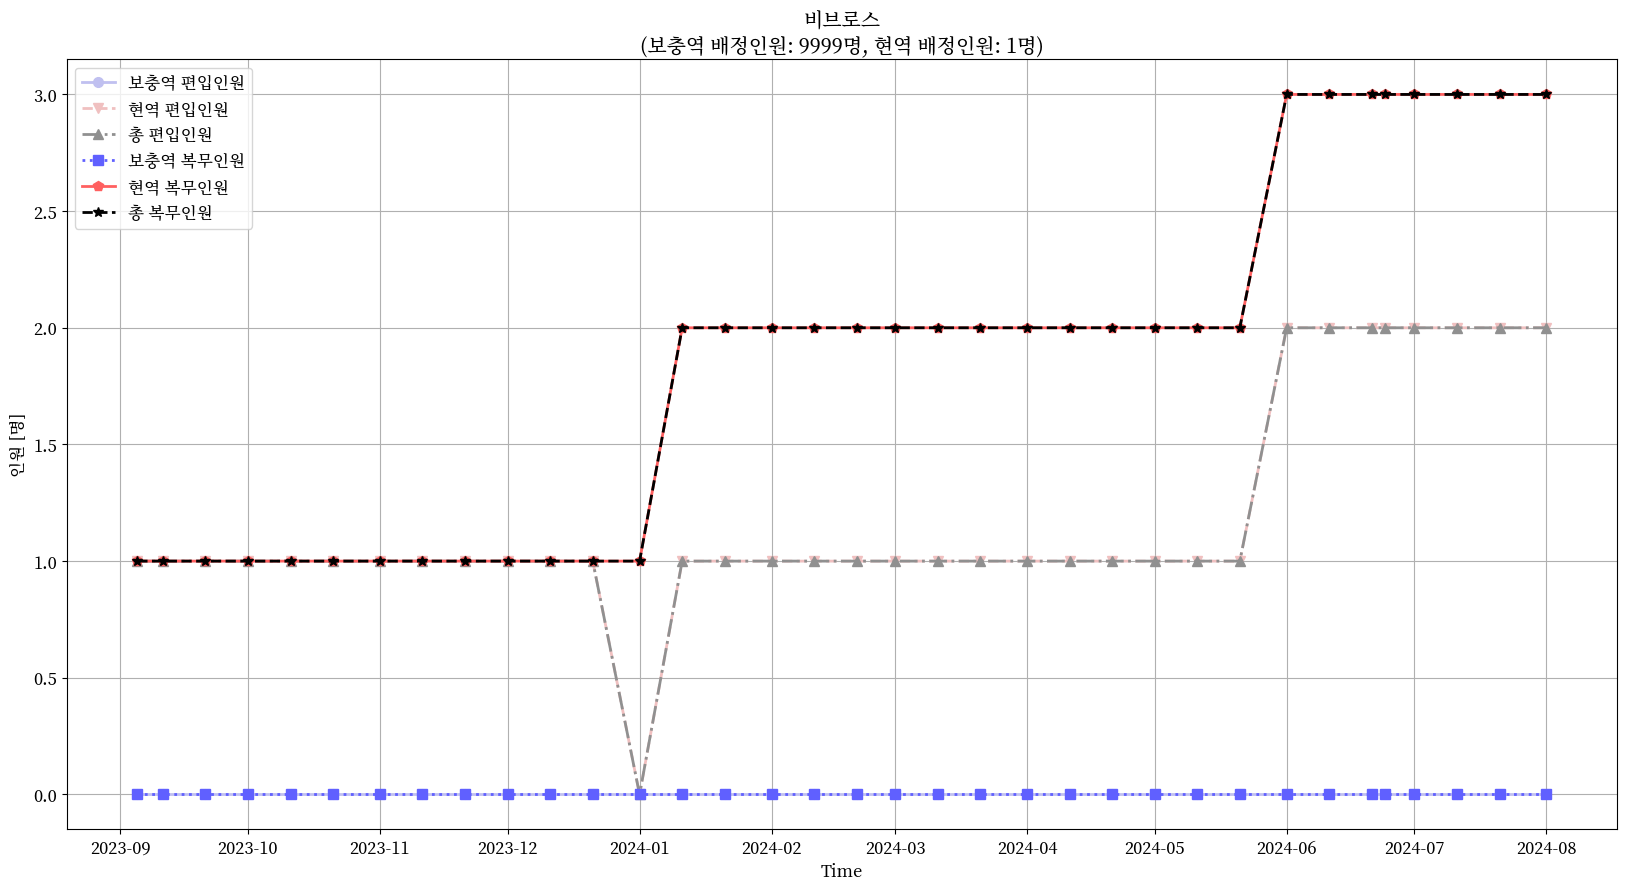 비브로스
(보충역 배정인원: 9999명, 현역 배정인원: 1명)
보충역 편입인원
현역 편입인원
총 편입인원
보충역 복무인원
현역 복무인원
총 복무인원
3.0
2.5
2.0
1.5
1.0
0.5
0.0
인원 [명]
2023-09 2023-10 2023-11 2023-12 2024-01 2024-02 2024-03 2024-04 2024-05 2024-06 2024-07 2024-08
Time